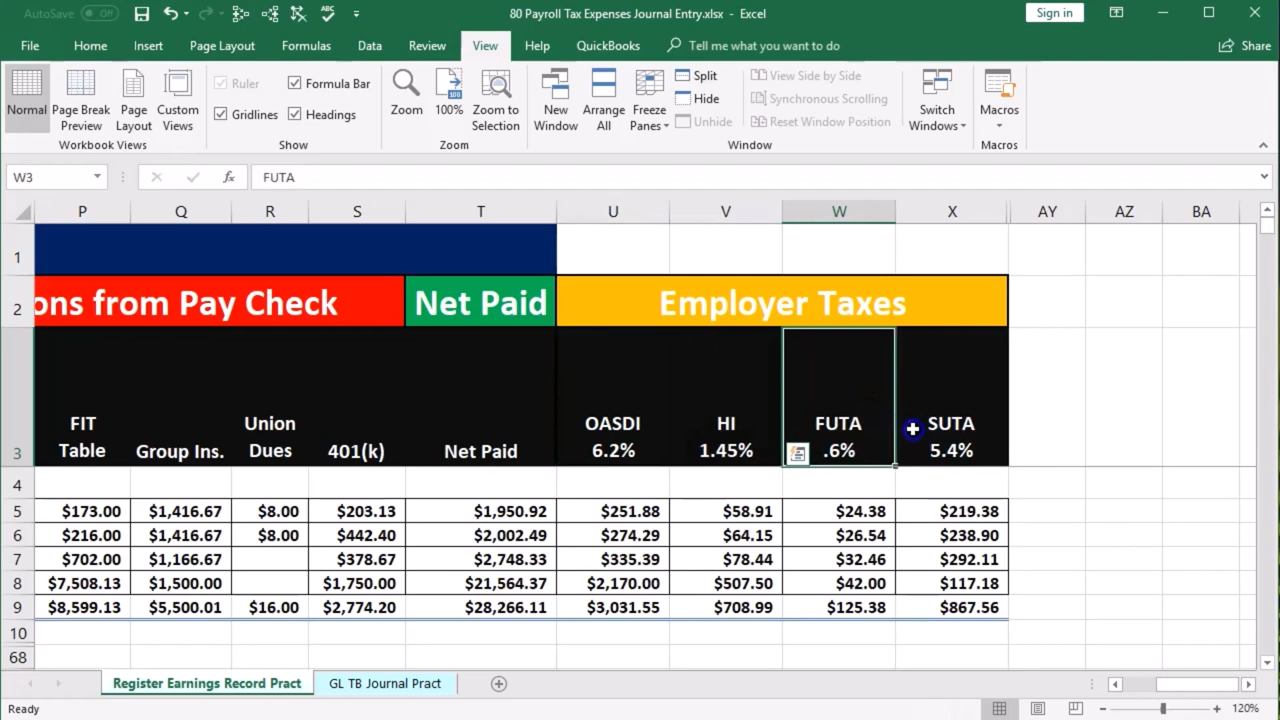 AutoSave Off 80 Payroll Tax Expenses Journal Entry.xlsx - Excel Sign in
File Home Insert Page Layout Formulas Data Review View Help QuickBooks Tell me what you want to do Share
Normal Page Break Preview Page Layout Custom Views
Workbook Views
Ruler Formula Bar
Gridlines Headings
Show
Zoom 100% Zoom to Selection
Zoom
New Window Arrange All Freeze Panes
Split
Hide
Unhide
View Side by Side
Synchronous Scrolling
Reset Window Position
Switch Windows
Window
Macros
Macros
W3 fx FUTA
P Q R S T U V W X AY AZ BA
1
2 ons from Pay Check Net Paid Employer Taxes
FIT Union OASDI HI FUTA SUTA
3 Table Group Ins. Dues 401(k) Net Paid 6.2% 1.45% .6% 5.4%
4
5 $173.00 $1,416.67 $8.00 $203.13 $1,950.92 $251.88 $58.91 $24.38 $219.38
6 $216.00 $1,416.67 $8.00 $442.40 $2,002.49 $274.29 $64.15 $26.54 $238.90
7 $702.00 $1,166.67 $378.67 $2,748.33 $335.39 $78.44 $32.46 $292.11
8 $7,508.13 $1,500.00 $1,750.00 $21,564.37 $2,170.00 $507.50 $42.00 $117.18
9 $8,599.13 $5,500.01 $16.00 $2,774.20 $28,266.11 $3,031.55 $708.99 $125.38 $867.56
10
68
Register Earnings Record Pract GL TB Journal Pract
Ready 120%